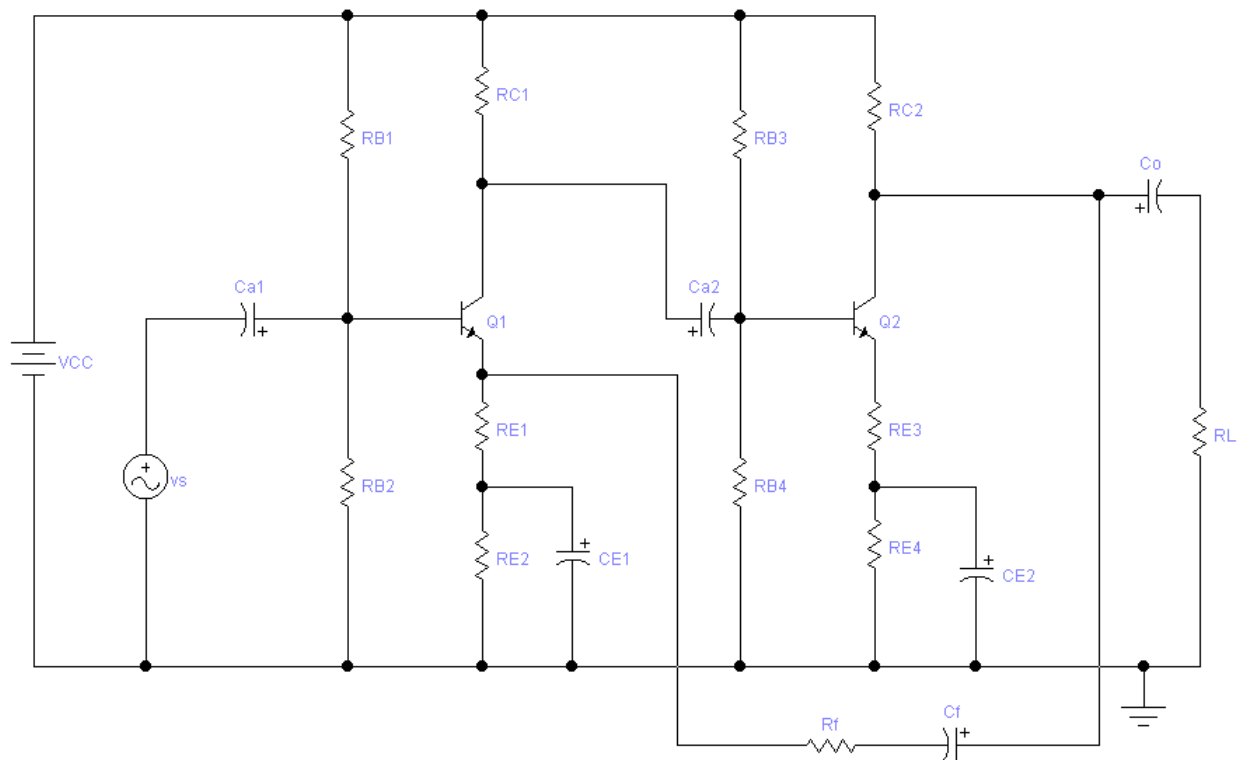 RC1
RC2
RB1
RB3
Co
+
Ca1
+
Ca2
+
Q1
Q2
VCC
RE1
RE3
RL
+
vs
RB2
RB4
+
RE2
CE1
RE4
+
CE2
Rf
Cf
+